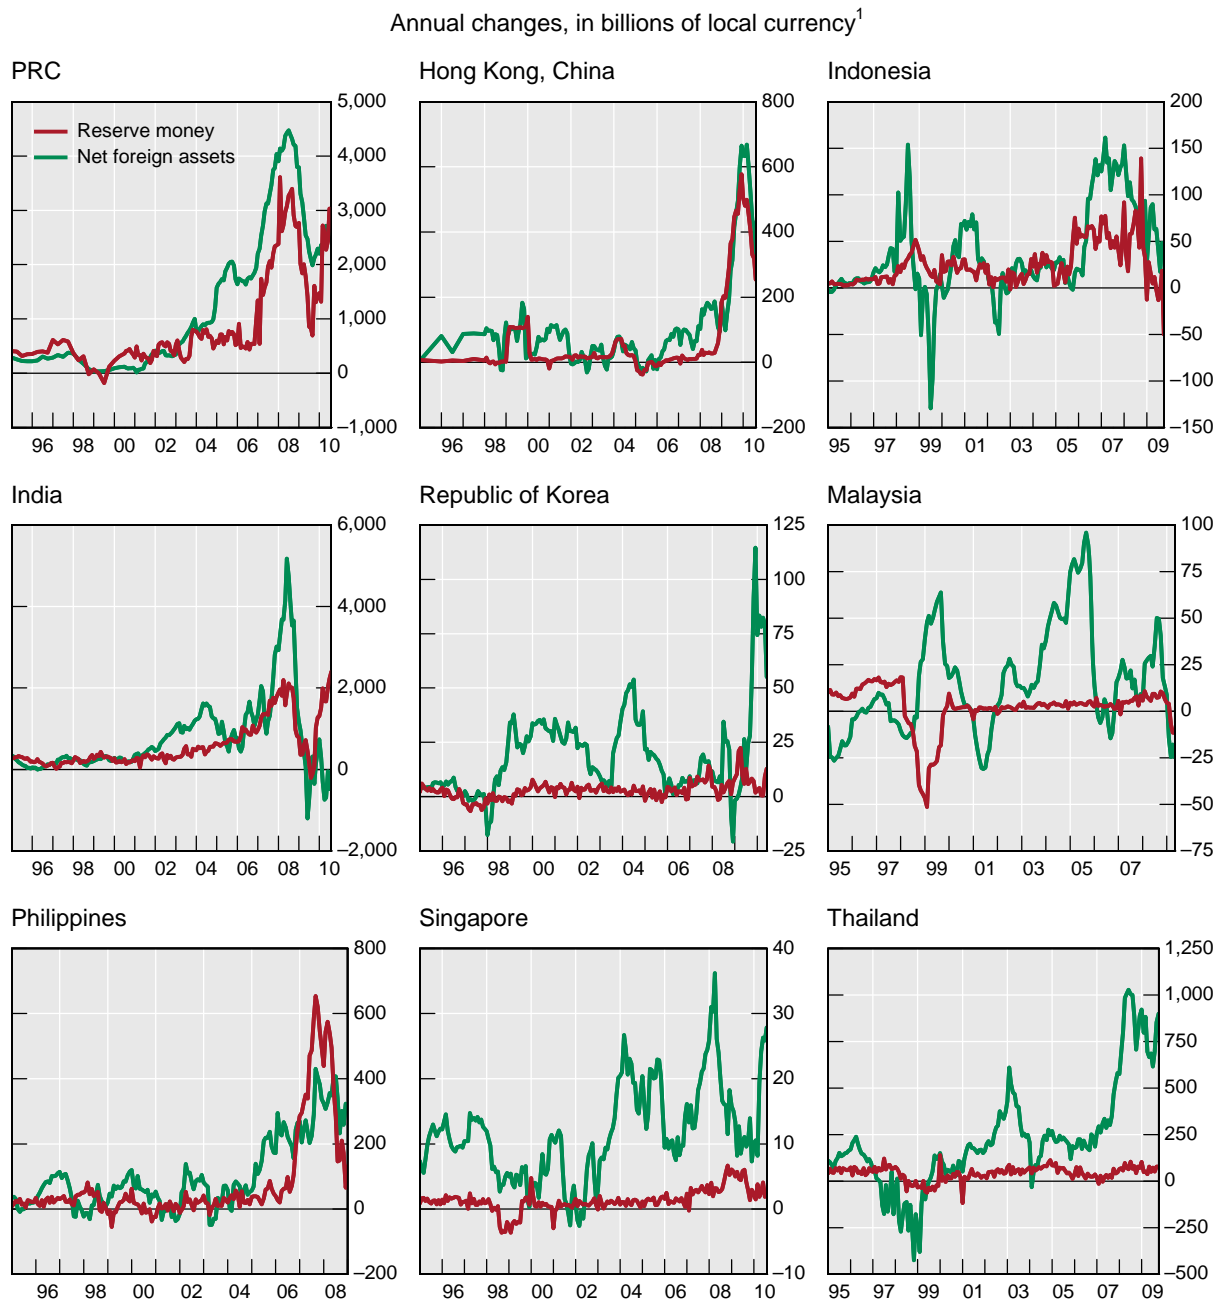 Annual changes, in billions of local currency1
PRC
Hong Kong, China
Indonesia
Reserve money
Net foreign assets
5,000
4,000
3,000
2,000
1,000
0
–1,000
96 98 00 02 04 06 08 10
800
600
400
200
0
–200
96 98 00 02 04 06 08 10
200
150
100
50
0
–50
–100
–150
95 97 99 01 03 05 07 09
India
Republic of Korea
Malaysia
6,000
4,000
2,000
0
–2,000
96 98 00 02 04 06 08 10
125
100
75
50
25
0
–25
96 98 00 02 04 06 08
100
75
50
25
0
–25
–50
–75
95 97 99 01 03 05 07
Philippines
Singapore
Thailand
800
600
400
200
0
–200
96 98 00 02 04 06 08
40
30
20
10
0
–10
96 98 00 02 04 06 08 10
1,250
1,000
750
500
250
0
–250
–500
95 97 99 01 03 05 07 09